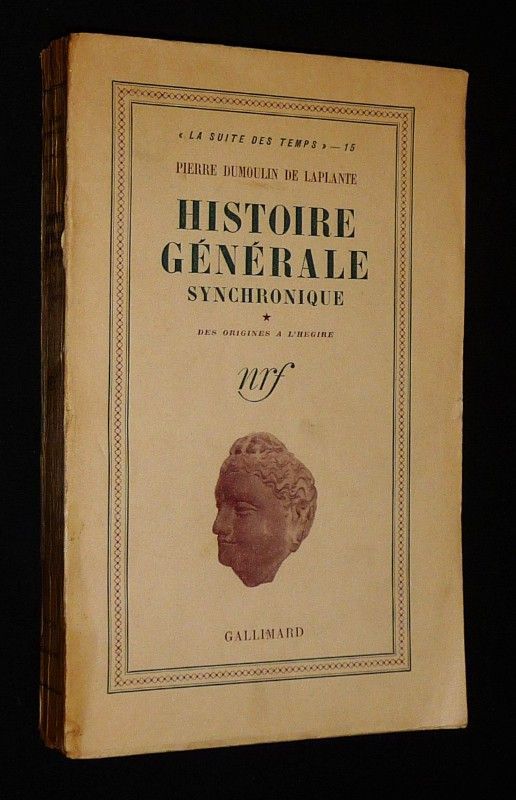 « LA SUITE DES TEMPS » — 15
PIERRE DUMOULIN DE LAPLANTE
HISTOIRE
GÉNÉRALE
SYNCHRONIQUE
★
DES ORIGINES A L'HEGIRE
nrf
GALLIMARD